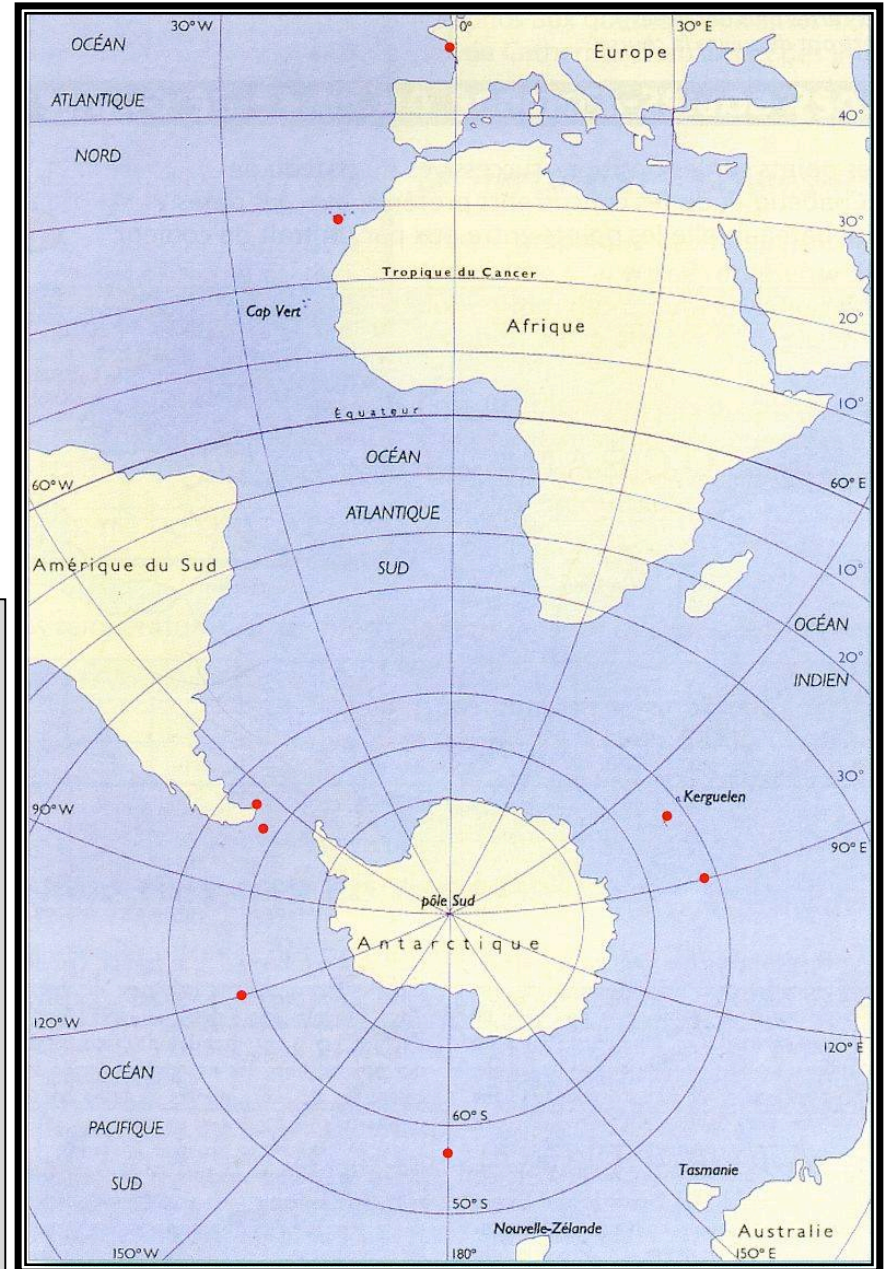 30°W
0°
30°E
OCÉAN
ATLANTIQUE
NORD
Europe
40°
30°
Tropique du Cancer
Cap Vert
Afrique
20°
10°
Équateur
OCÉAN
ATLANTIQUE
SUD
60°W
60°E
Amérique du Sud
10°
OCÉAN
INDIEN
20°
30°
Kerguelen
90°W
90°E
pôle Sud
Antarctique
120°W
120°E
OCÉAN
PACIFIQUE
SUD
60°S
50°S
Tasmanie
Nouvelle-Zélande
Australie
150°W
180°
150°E